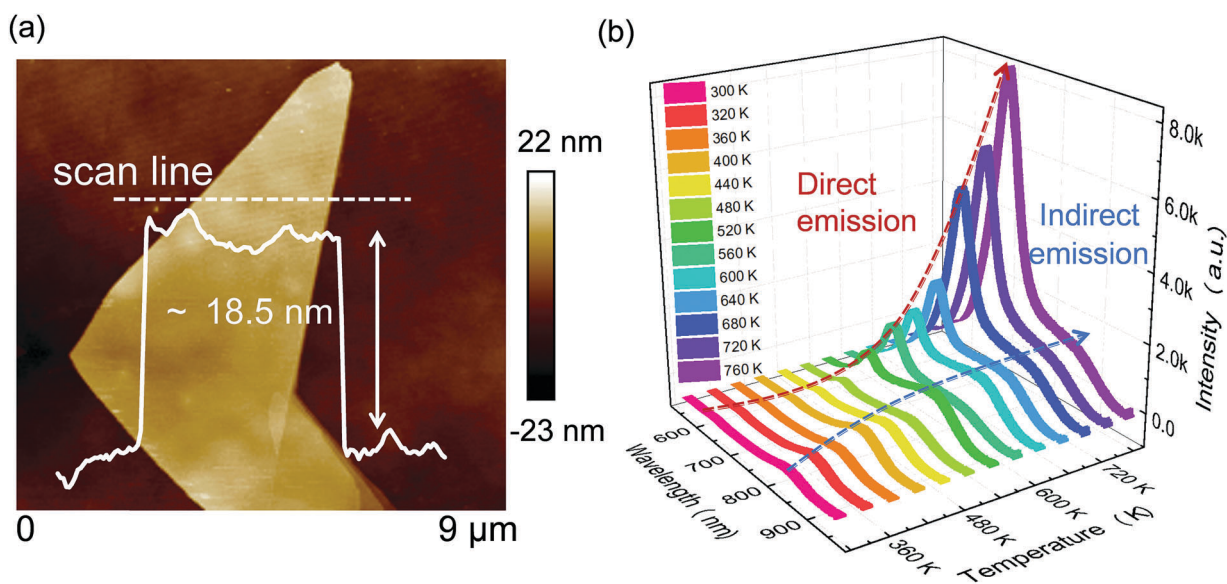 (a)
scan line
~ 18.5 nm
22 nm
-23 nm
0
9 µm
(b)
300 K
320 K
360 K
400 K
440 K
480 K
520 K
560 K
600 K
640 K
680 K
720 K
760 K
Direct
emission
Indirect
emission
8.0k
6.0k
4.0k
2.0k
0.0
Intensity ( a.u.)
600
700
800
900
Wavelength ( nm)
360 K
480 K
600 K
720 K
Temperature ( K)